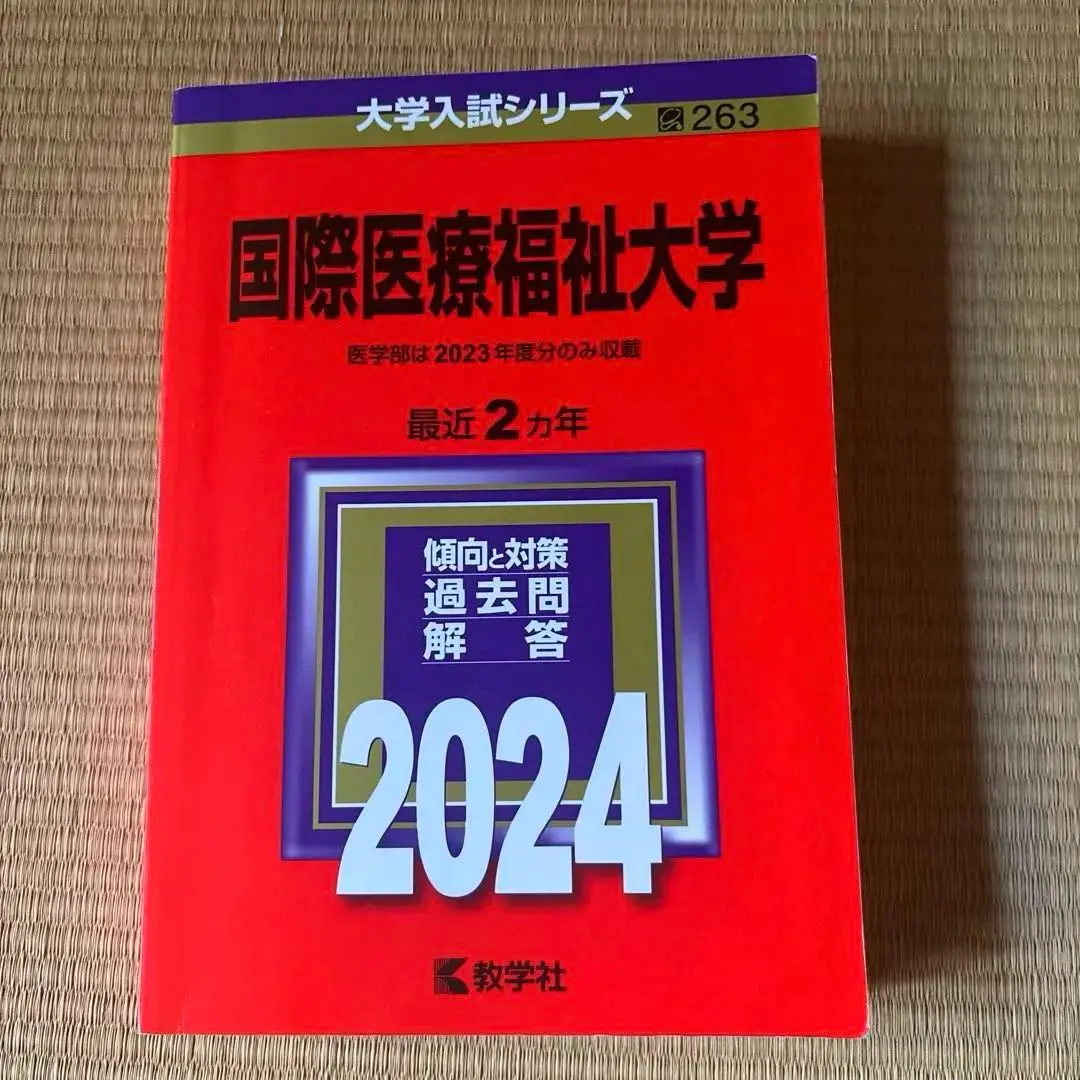 大学入試シリーズ 263
国際医療福祉大学
医学部は2023年度分のみ収載
最近2カ年
傾向と対策
過去問
解答
2024
教学社